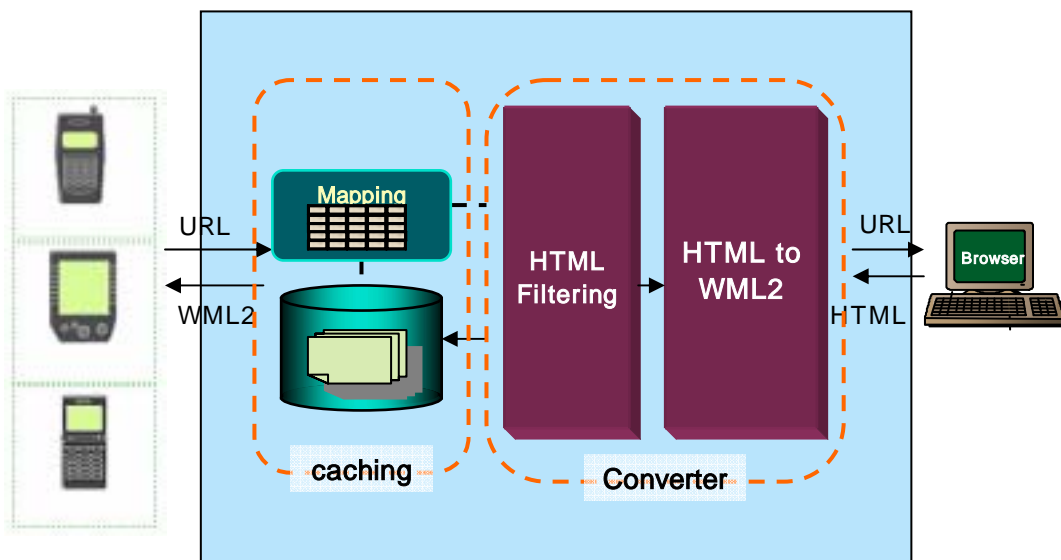 Mapping
URL
WML2
caching
HTML
Filtering
HTML to
WML2
Converter
URL
HTML
Browser